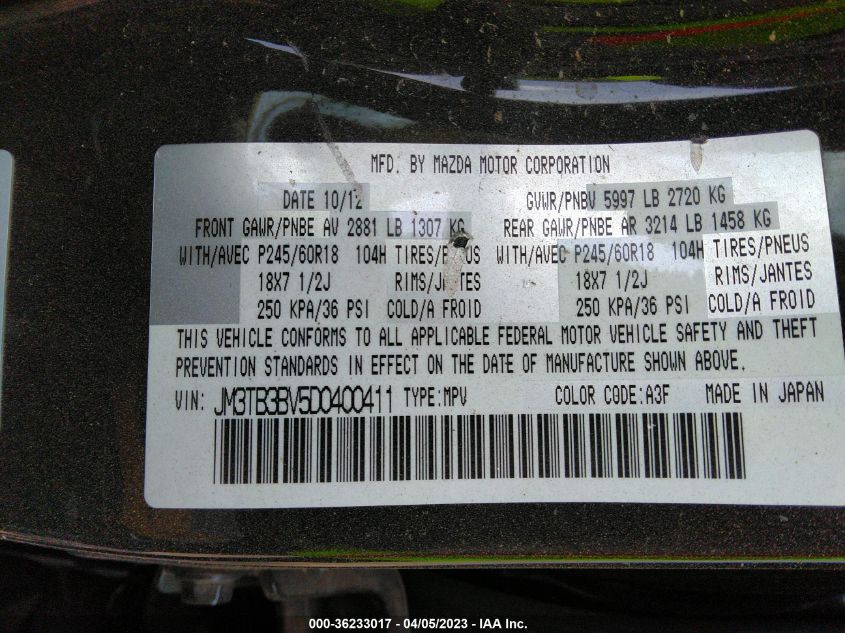 MFD. BY MAZDA MOTOR CORPORATION
DATE 10/12 GVWR/PNBV 5997 LB 2720 KG
FRONT GAWR/PNBE AV 2881 LB 1307 KG REAR GAWR/PNBE AR 3214 LB 1458 KG
WITH/AVEC P245/60R18 104H TIRES/PNEUS WITH/AVEC P245/60R18 104H TIRES/PNEUS
18X7 1/2J RIMS/JANTES 18X7 1/2J RIMS/JANTES
250 KPA/36 PSI COLD/A FROID 250 KPA/36 PSI COLD/A FROID
THIS VEHICLE CONFORMS TO ALL APPLICABLE FEDERAL MOTOR VEHICLE SAFETY AND THEFT
PREVENTION STANDARDS IN EFFECT ON THE DATE OF MANUFACTURE SHOWN ABOVE.
VIN: JM3TB3BV5D0400411 TYPE:MPV COLOR CODE:A3F MADE IN JAPAN
000-36233017 - 04/05/2023 - IAA Inc.